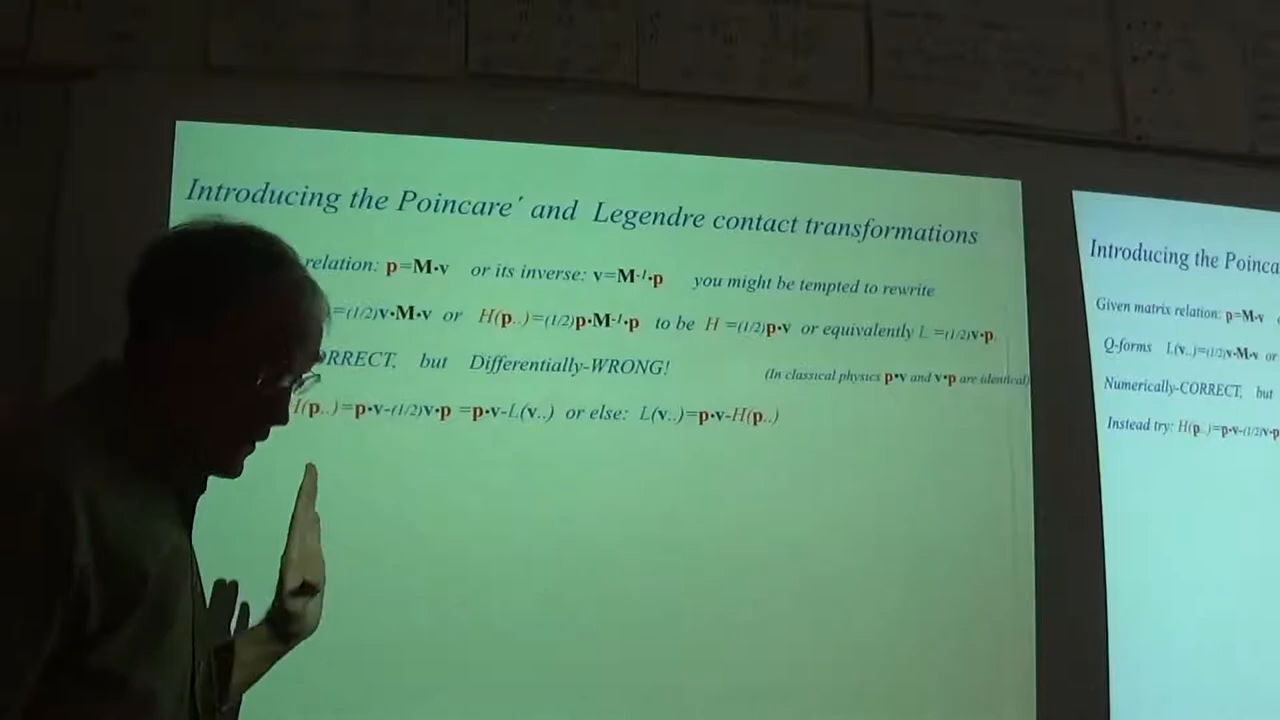 Introducing the Poincare´ and Legendre contact transformations
relation: p=M•v or its inverse: v=M-1•p you might be tempted to rewrite
)=(1/2)v•M•v or H(p..)=(1/2)p•M-1•p to be H =(1/2)p•v or equivalently L =(1/2)v•p.
ORRECT, but Differentially-WRONG! (In classical physics p•v and v•p are identical)
H(p..)=p•v-(1/2)v•p =p•v-L(v..) or else: L(v..)=p•v-H(p..)
Introducing the Poinca
Given matrix relation: p=M•v
Q-forms L(v..)=(1/2)v•M•v or
Numerically-CORRECT, but
Instead try: H(p..)=p•v-(1/2)v•p